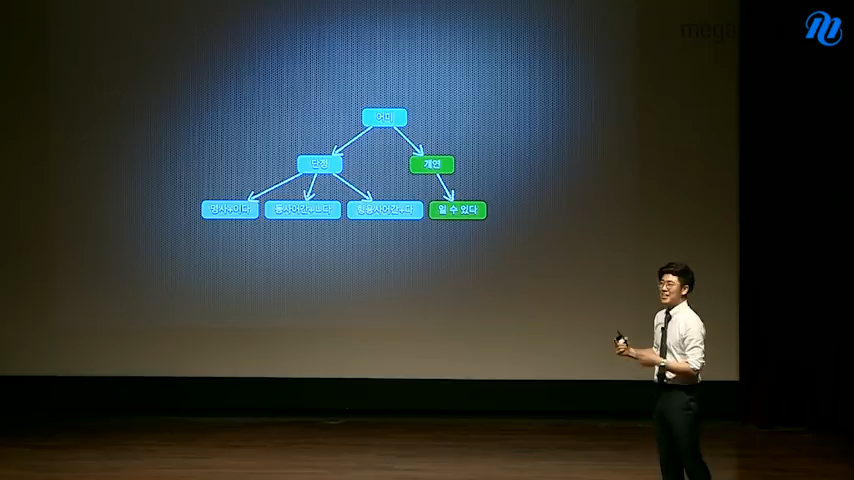 mega
어미
단정
개연
명사+이다
동사어간+ㄴ다
형용사어간+다
일 수 있다